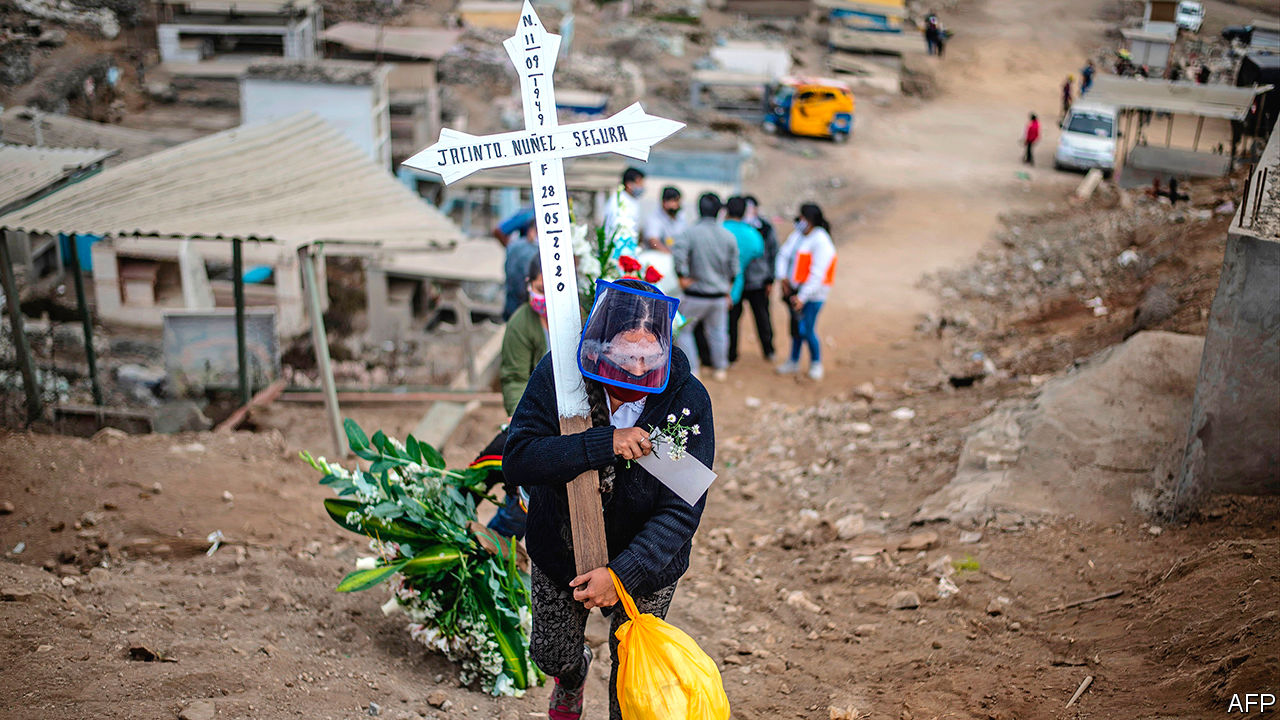 N.
11
09
1949
JACINTO. NUÑEZ. SEGURA
F
28
05
2020
AFP